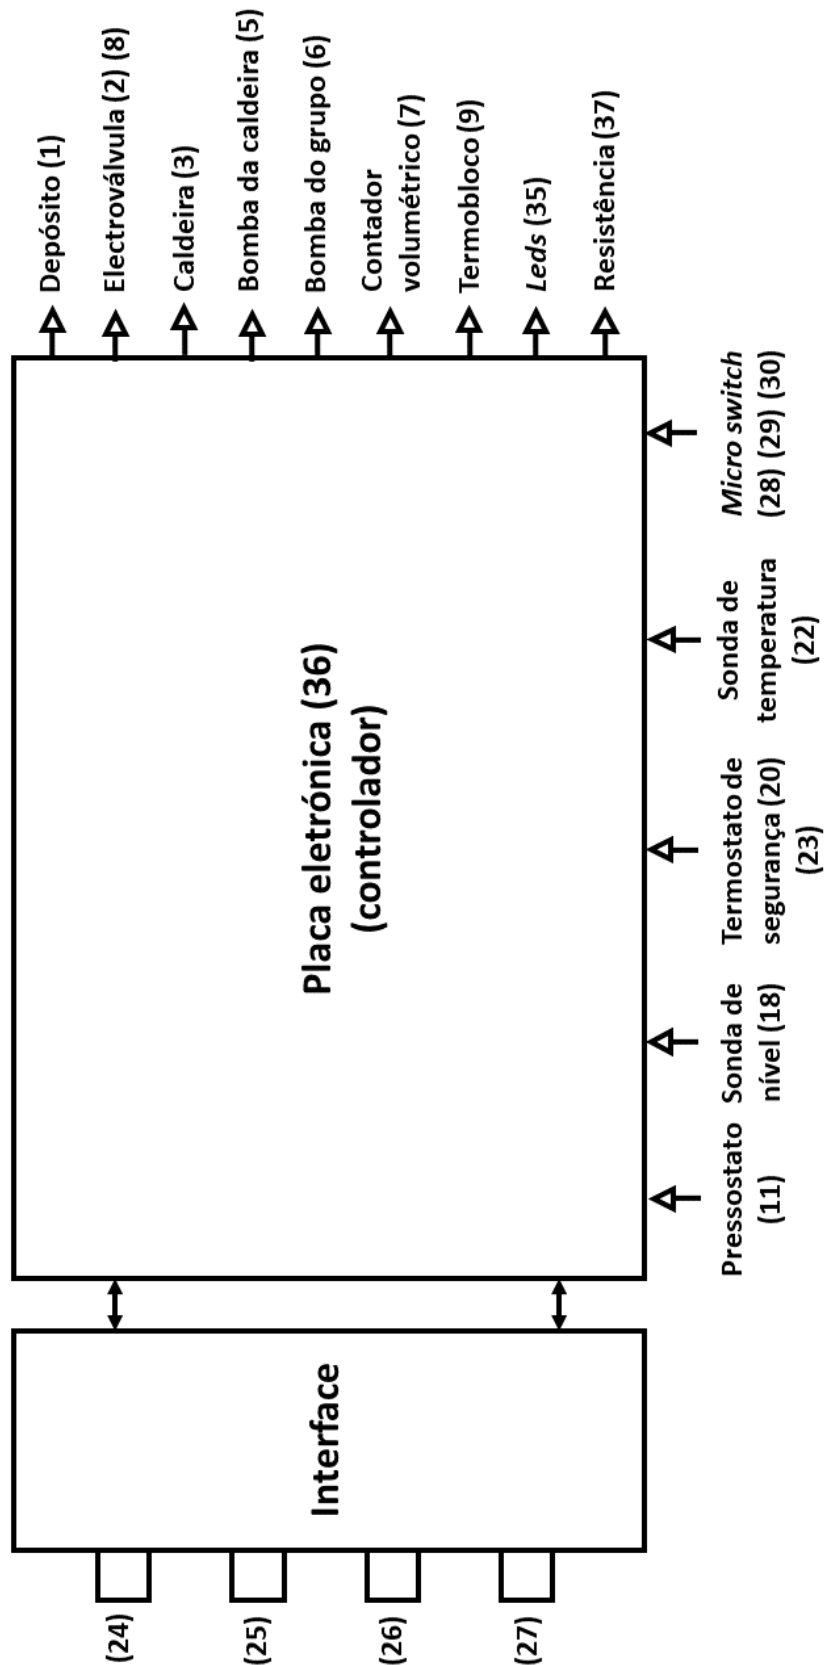 Depósito (1)
Electroválvula (2) (8)
Caldeira (3)
Bomba da caldeira (5)
Bomba do grupo (6)
Contador
volumétrico (7)
Termobloco (9)
Leds (35)
Resistência (37)
Placa eletrónica (36)
(controlador)
Interface
(24)
(25)
(26)
(27)
Pressostato
(11)
Sonda de
nível (18)
Termostato de
segurança (20)
(23)
Sonda de
temperatura
(22)
Micro switch
(28) (29) (30)